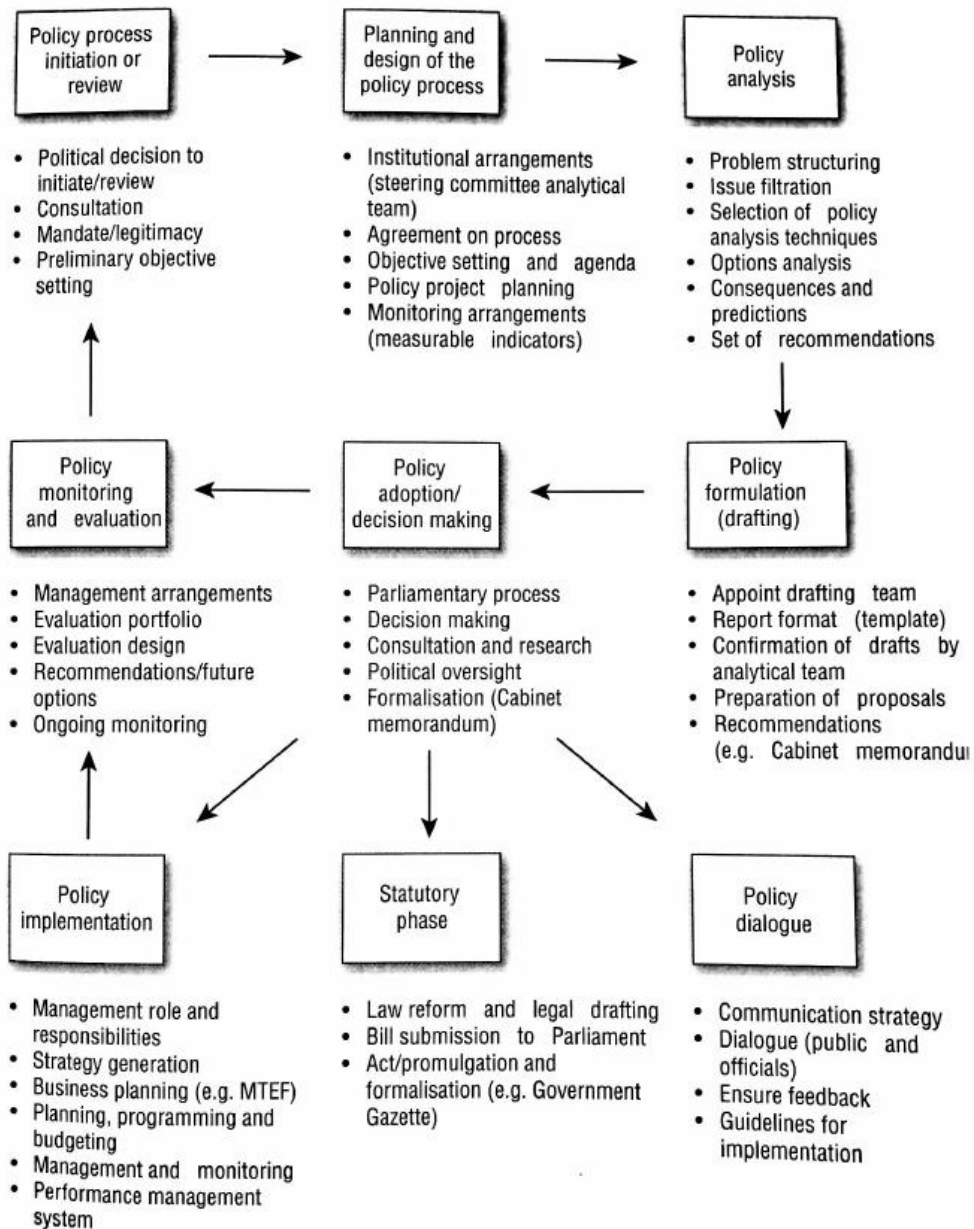 Policy process
initiation or
review
Planning and
design of the
policy process
Policy
analysis
• Political decision to
initiate/review
• Consultation
• Mandate/legitimacy
• Preliminary objective
setting
• Institutional arrangements
(steering committee analytical
team)
• Agreement on process
• Objective setting and agenda
• Policy project planning
• Monitoring arrangements
(measurable indicators)
• Problem structuring
• Issue filtration
• Selection of policy
analysis techniques
• Options analysis
• Consequences and
predictions
• Set of recommendations
Policy
monitoring
and evaluation
Policy
adoption/
decision making
Policy
formulation
(drafting)
• Management arrangements
• Evaluation portfolio
• Evaluation design
• Recommendations/future
options
• Ongoing monitoring
• Parliamentary process
• Decision making
• Consultation and research
• Political oversight
• Formalisation (Cabinet
memorandum)
• Appoint drafting team
• Report format (template)
• Confirmation of drafts by
analytical team
• Preparation of proposals
• Recommendations
(e.g. Cabinet
Policy
implementation
Statutory
phase
Policy
dialogue
• Management role and
responsibilities
• Strategy generation
• Business planning (e.g. MTEF)
• Planning, programming and
budgeting
• Management and monitoring
• Performance management
system
• Law reform and legal drafting
• Bill submission to Parliament
• Act/promulgation and
formalisation (e.g. Government
Gazette)
• Communication strategy
• Dialogue (public and
officials)
• Ensure feedback
• Guidelines for
implementation